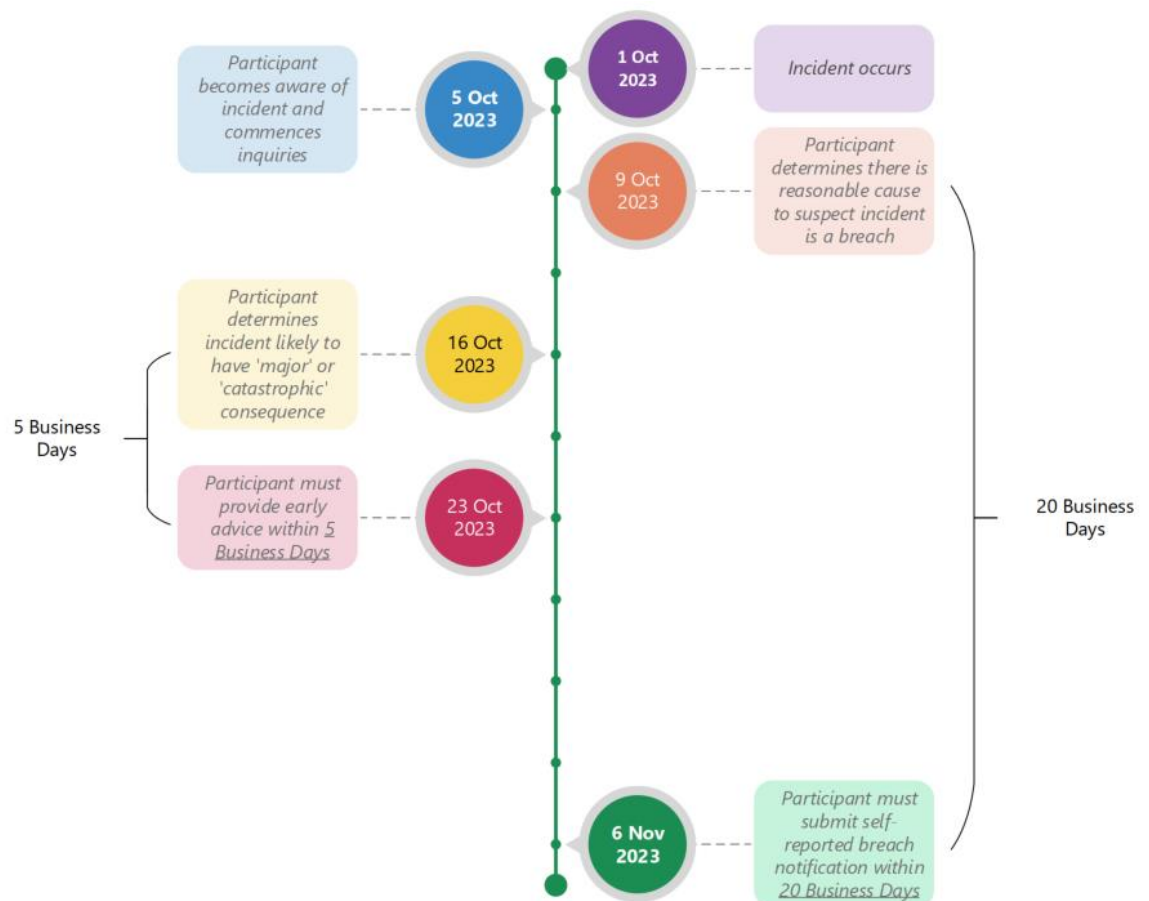 1 Oct
2023
Incident occurs
Participant
becomes aware of
incident and
commences
inquiries
5 Oct
2023
9 Oct
2023
Participant
determines there is
reasonable cause
to suspect incident
is a breach
Participant
determines
incident likely to
have 'major' or
'catastrophic'
consequence
16 Oct
2023
5 Business
Days
Participant must
provide early
advice within 5
Business Days
23 Oct
2023
20 Business
Days
6 Nov
2023
Participant must
submit self-
reported breach
notification within
20 Business Days